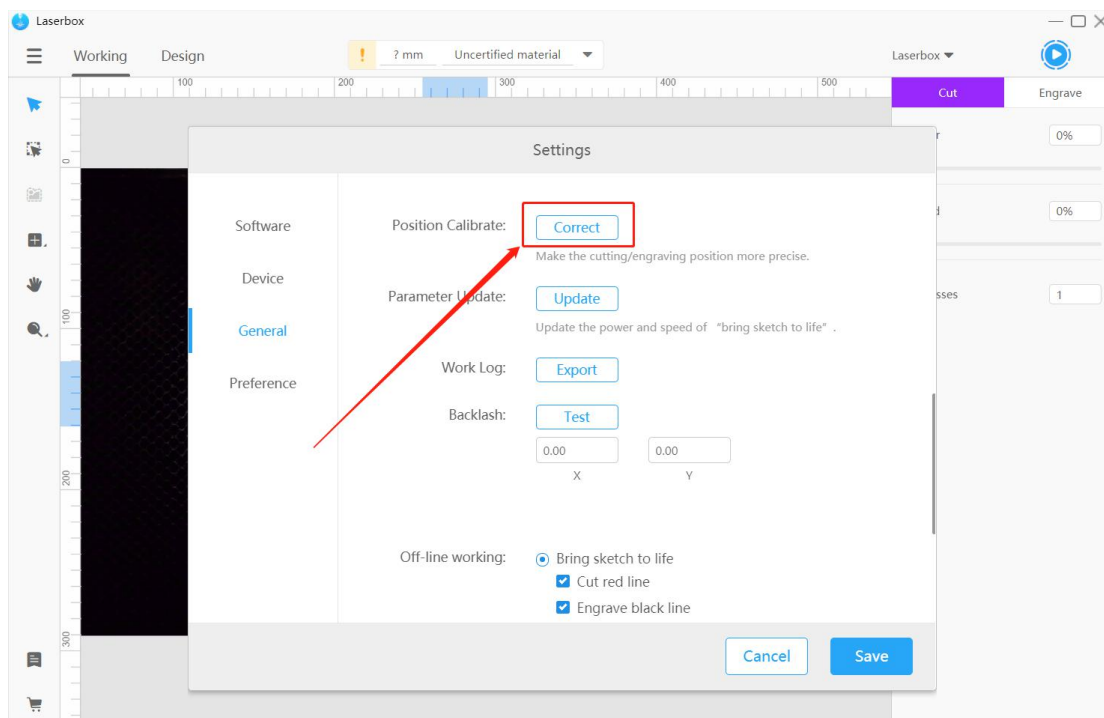 Laserbox
Working Design ! ? mm Uncertified material Laserbox
100 200 300 400 500
Cut Engrave
Settings
r 0%
0
Software Position Calibrate: Correct
d 0%
Make the cutting/engraving position more precise.
Device Parameter Update: Update
sses 1
100
General Update the power and speed of "bring sketch to life" .
Work Log: Export
Preference
Backlash: Test
0.00 0.00
X Y
200
Off-line working: Bring sketch to life
Cut red line
Engrave black line
300
Cancel Save